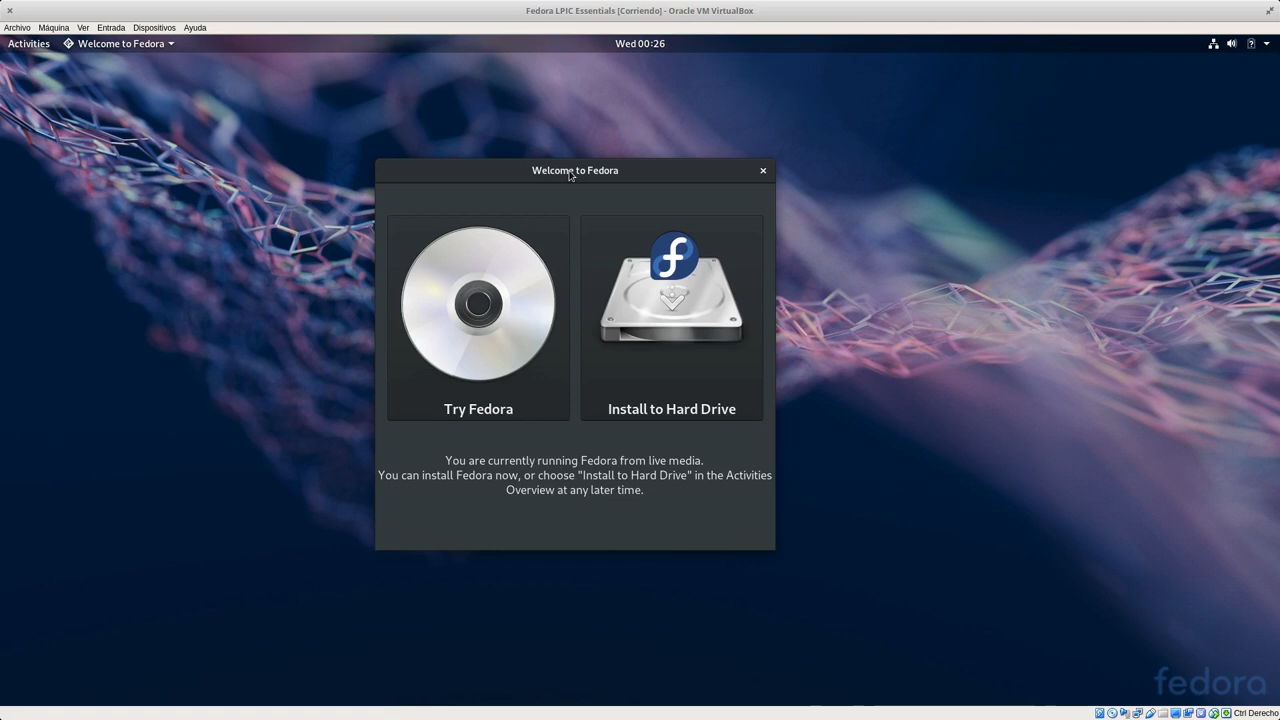 Fedora LPIC Essentials [Corriendo] - Oracle VM VirtualBox
Archivo Máquina Ver Entrada Dispositivos Ayuda
Activities Welcome to Fedora Wed 00:26
Welcome to Fedora
Try Fedora Install to Hard Drive
You are currently running Fedora from live media.
You can install Fedora now, or choose "Install to Hard Drive" in the Activities
Overview at any later time.
fedora
Ctrl Derecho